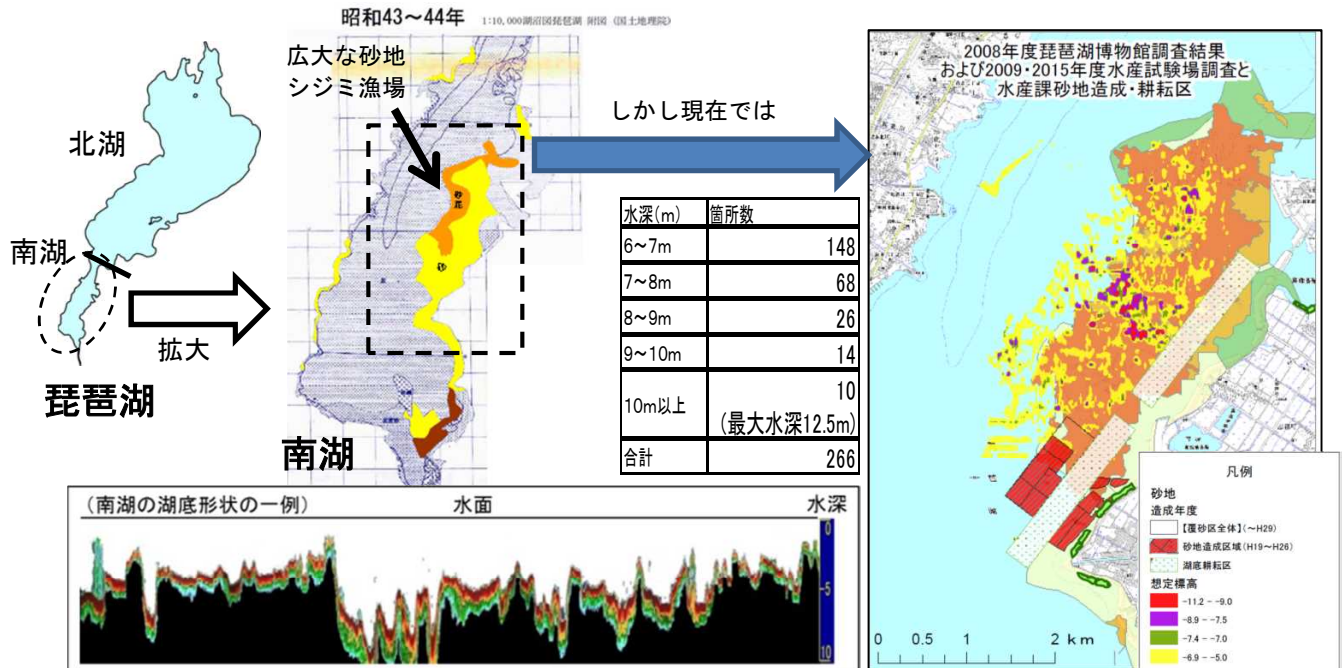 昭和43～44年 1:10,000湖沼図琵琶湖 附図 (国土地理院)
広大な砂地
シジミ漁場
北湖
南湖
拡大
琵琶湖
砂泥
砂
南湖
しかし現在では
水深(m) 箇所数
6～7m 148
7～8m 68
8～9m 26
9～10m 14
10m以上 10
(最大水深12.5m)
合計 266
(南湖の湖底形状の一例) 水面 水深
0
-5
10
2008年度琵琶湖博物館調査結果
および2009・2015年度水産試験場調査と
水産課砂地造成・耕耘区
凡例
砂地
造成年度
【覆砂区全体】(～H29)
砂地造成区域(H19～H26)
湖底耕耘区
想定標高
-11.2 - -9.0
-8.9 - -7.5
-7.4 - -7.0
-6.9 - -5.0
0 0.5 1 2 km